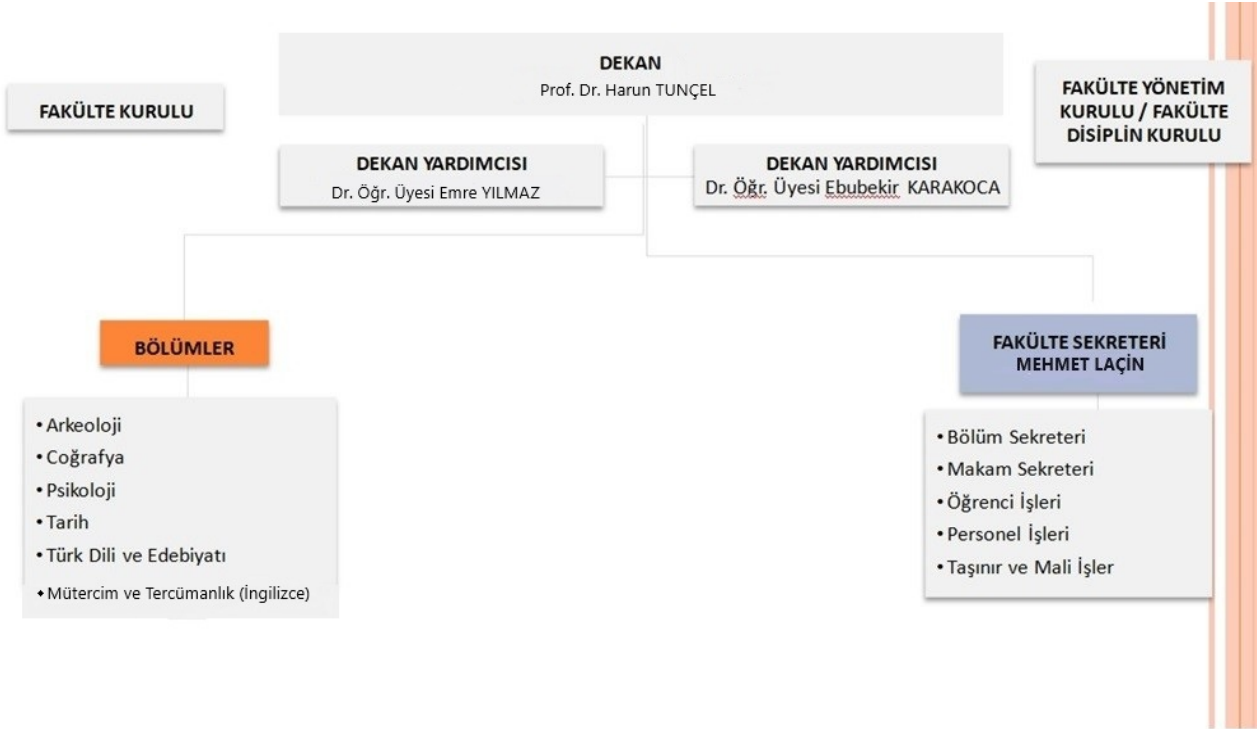 DEKAN
Prof. Dr. Harun TUNÇEL
FAKÜLTE KURULU
FAKÜLTE YÖNETİM
KURULU / FAKÜLTE
DİSİPLİN KURULU
DEKAN YARDIMCISI
Dr. Öğr. Üyesi Emre YILMAZ
DEKAN YARDIMCISI
Dr. Öğr. Üyesi Ebubekir KARAKOCA
BÖLÜMLER
• Arkeoloji
• Coğrafya
• Psikoloji
• Tarih
• Türk Dili ve Edebiyatı
• Mütercim ve Tercümanlık (İngilizce)
FAKÜLTE SEKRETERİ
MEHMET LAÇİN
• Bölüm Sekreteri
• Makam Sekreteri
• Öğrenci İşleri
• Personel İşleri
• Taşınır ve Mali İşler